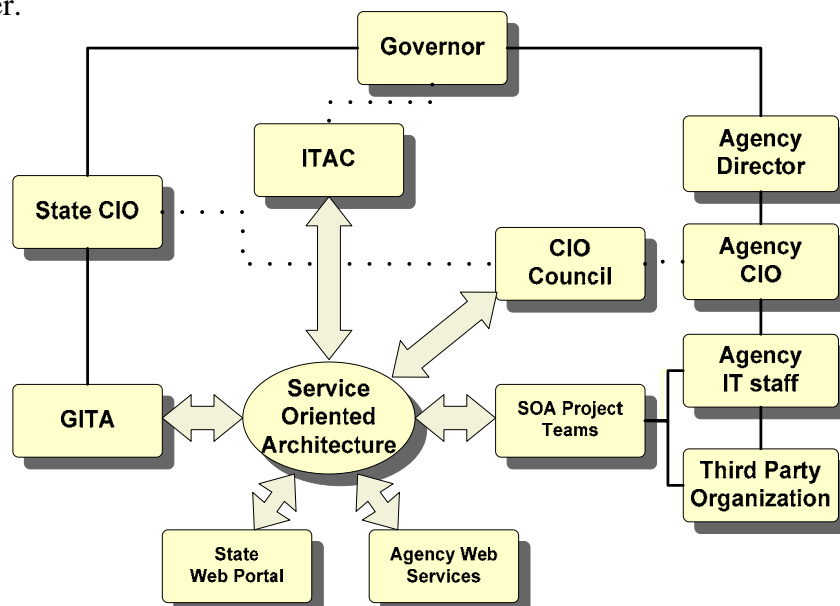 er.
Governor
ITAC
Agency
Director
State CIO
CIO
Council
Agency
CIO
Agency
IT staff
Service
Oriented
Architecture
GITA
SOA Project
Teams
Third Party
Organization
State
Web Portal
Agency Web
Services